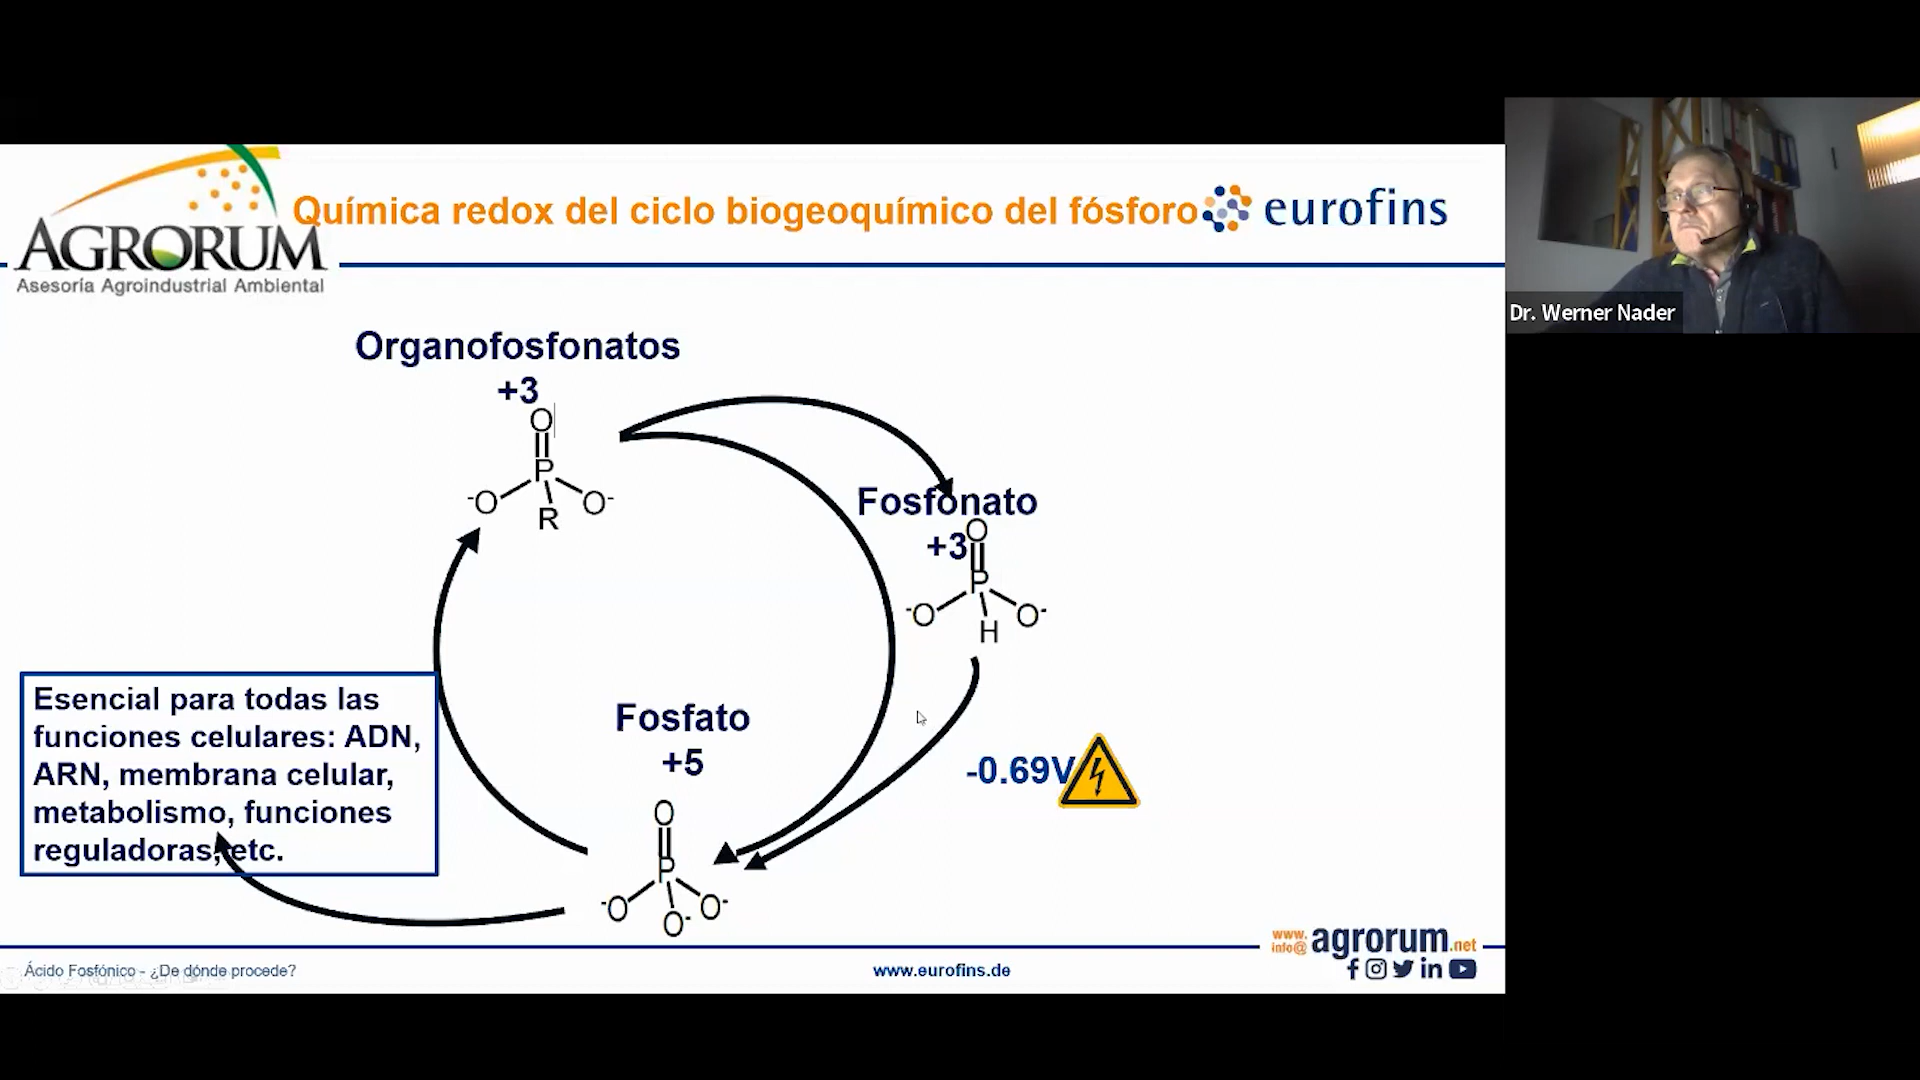 AGRORUM
Asesoría Agroindustrial Ambiental
Química redox del ciclo biogeoquímico del fósforo
eurofins
Dr. Werner Nader
Organofosfonatos
+3
O
P
-O
O-
R
Fosfonato
+3
O
P
-O
O-
H
Esencial para todas las
funciones celulares: ADN,
ARN, membrana celular,
metabolismo, funciones
reguladoras, etc.
Fosfato
+5
O
P
-O
O-
O-
-0.69V
Ácido Fosfónico - ¿De dónde procede?
www.eurofins.de
www.
info@
agrorum.net